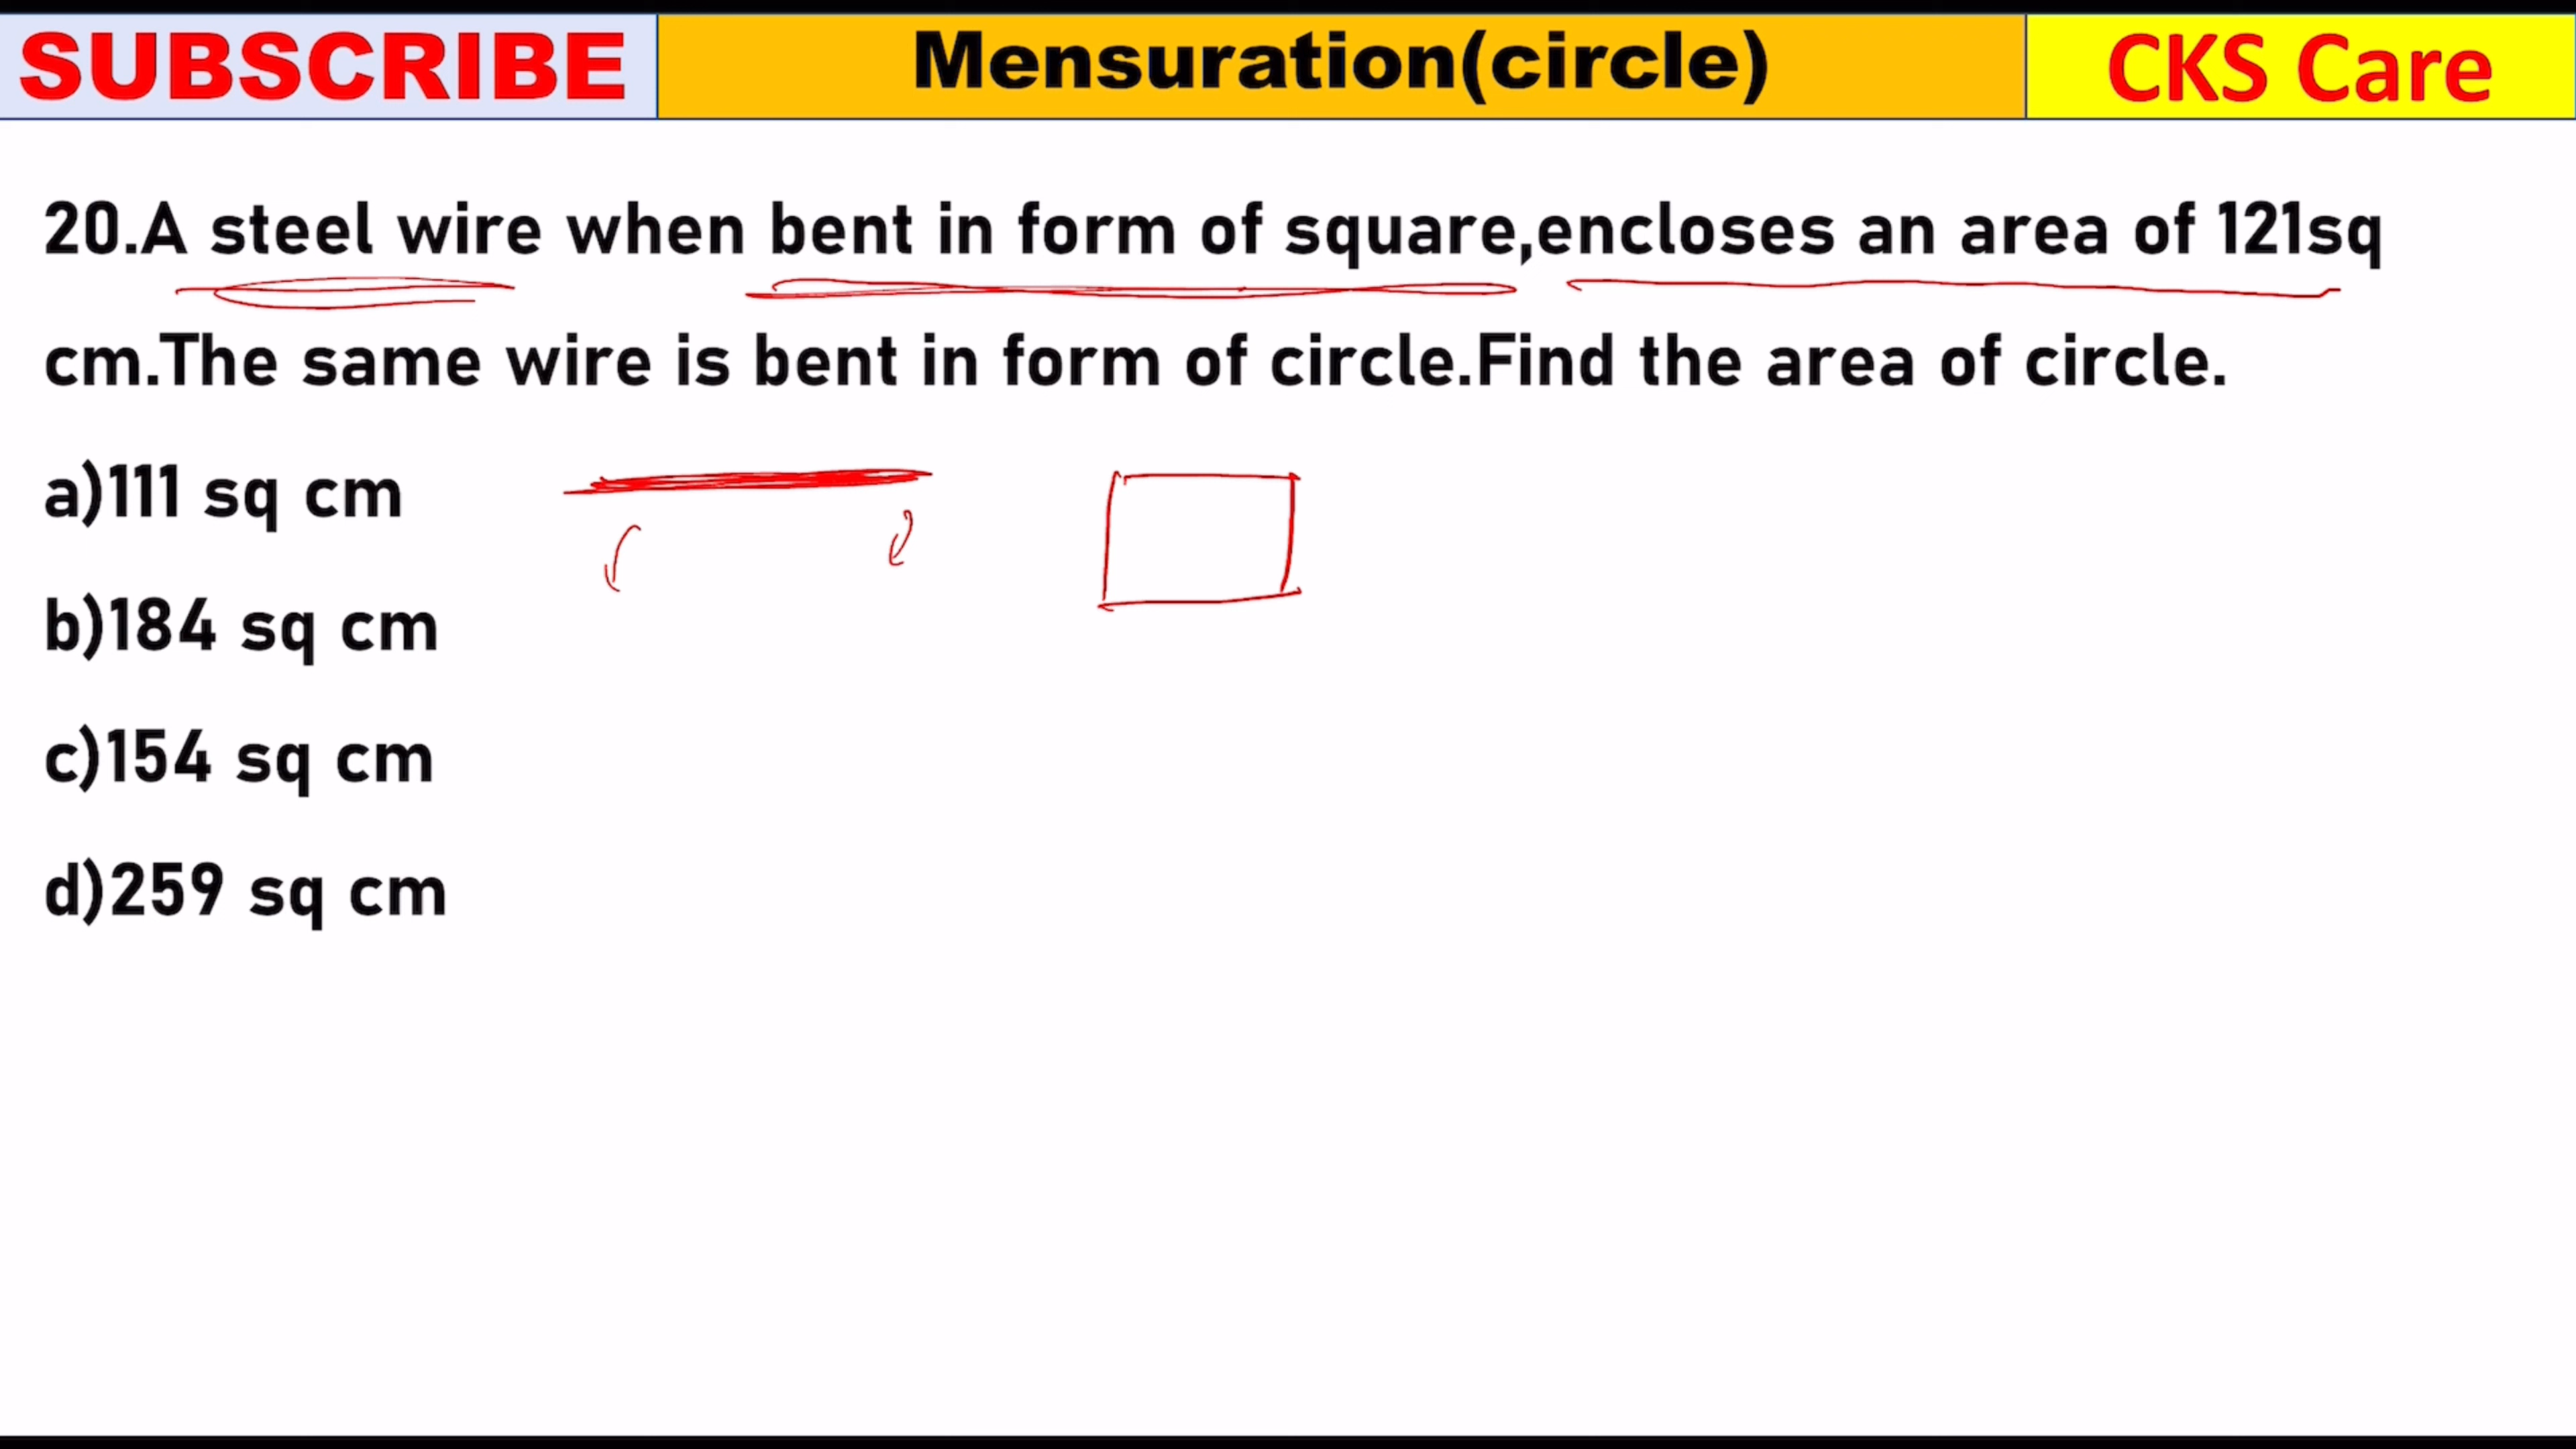 SUBSCRIBE
Mensuration(circle)
CKS Care
20.A steel wire when bent in form of square,encloses an area of 121sq
cm.The same wire is bent in form of circle.Find the area of circle.
a)111 sq cm
b)184 sq cm
c)154 sq cm
d)259 sq cm